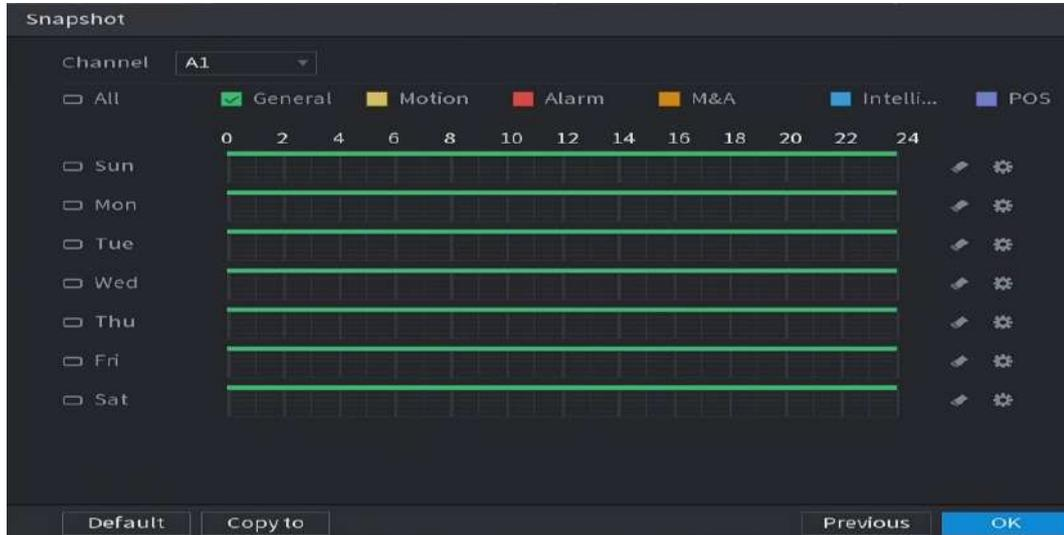 Snapshot
Channel A1
All General Motion Alarm M&A Intelli... POS
0 2 4 6 8 10 12 14 16 18 20 22 24
Sun
Mon
Tue
Wed
Thu
Fri
Sat
Default Copy to Previous OK